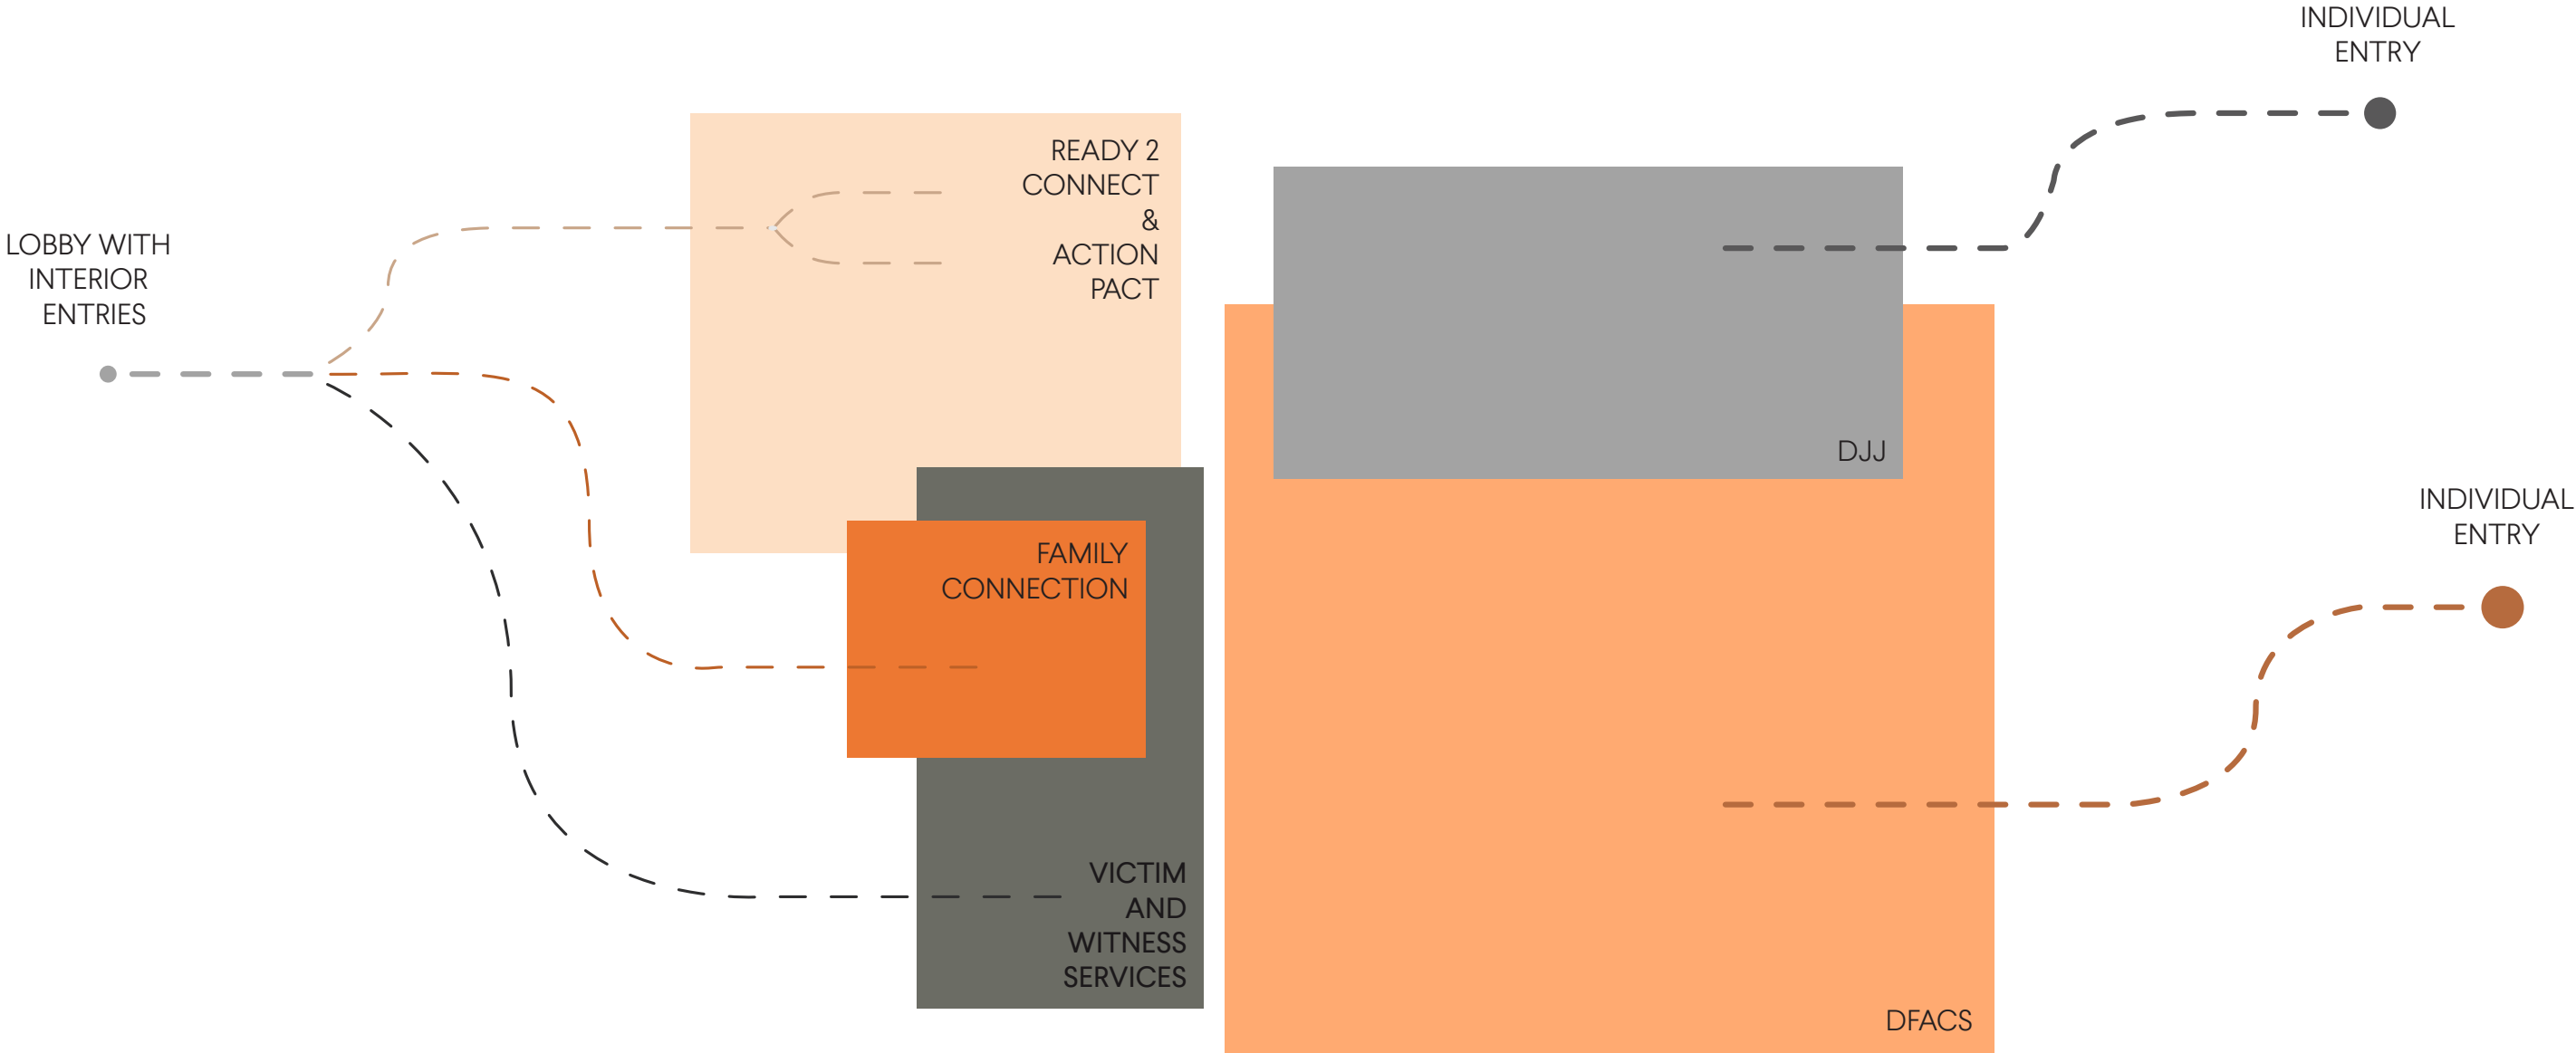 LOBBY WITH
INTERIOR
ENTRIES
READY 2
CONNECT
&
ACTION
PACT
FAMILY
CONNECTION
VICTIM
AND
WITNESS
SERVICES
DJJ
DFACS
INDIVIDUAL
ENTRY
INDIVIDUAL
ENTRY